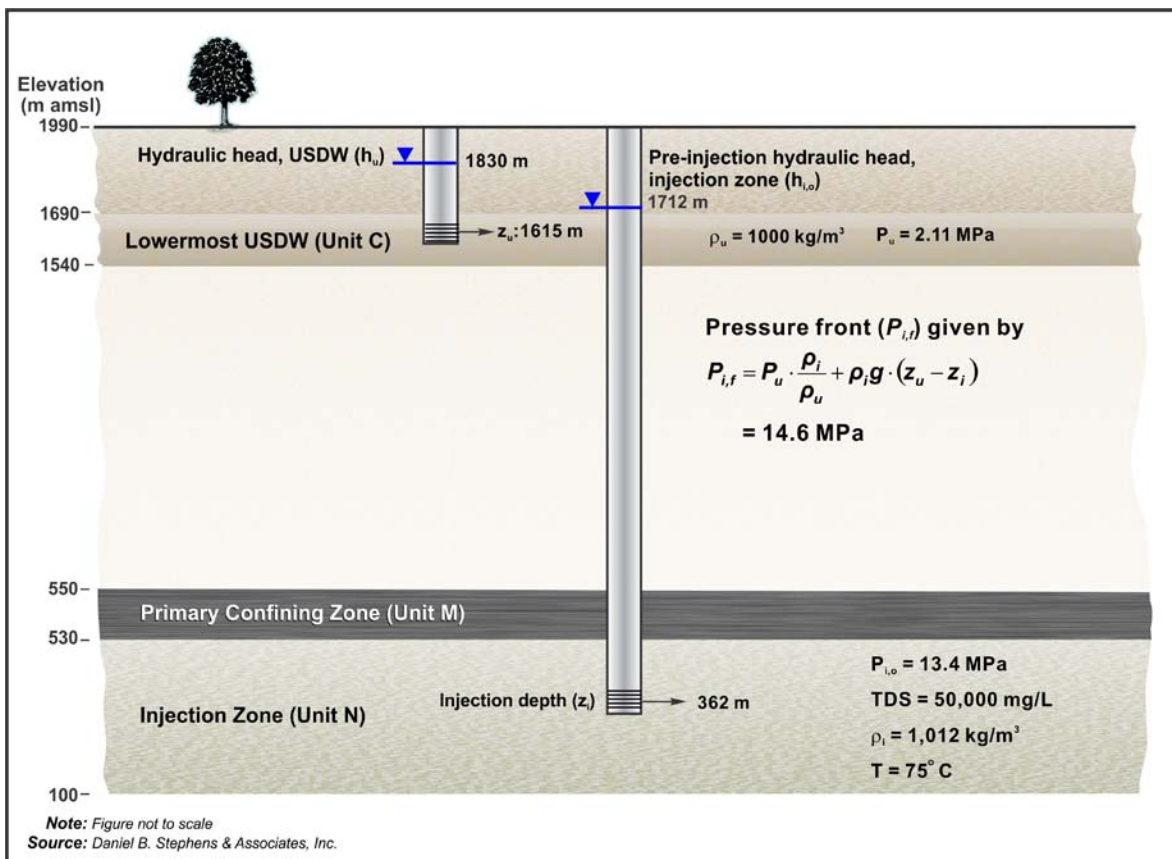 Elevation
(m amsl)
1990
Hydraulic head, USDW (hᵤ)
1830 m
Pre-injection hydraulic head,
injection zone (hᵢ,ₒ)
1712 m
1690
Lowermost USDW (Unit C)
zᵤ:1615 m
ρᵤ = 1000 kg/m³ Pᵤ = 2.11 MPa
1540
Pressure front (Pi,f) given by
Pi,f = Pu · ρi/ρu + ρig · (zu − zi)
= 14.6 MPa
550
Primary Confining Zone (Unit M)
530
Injection Zone (Unit N)
Injection depth (zᵢ)
362 m
Pᵢ,ₒ = 13.4 MPa
TDS = 50,000 mg/L
ρᵢ = 1,012 kg/m³
T = 75° C
100
Note: Figure not to scale
Source: Daniel B. Stephens & Associates, Inc.